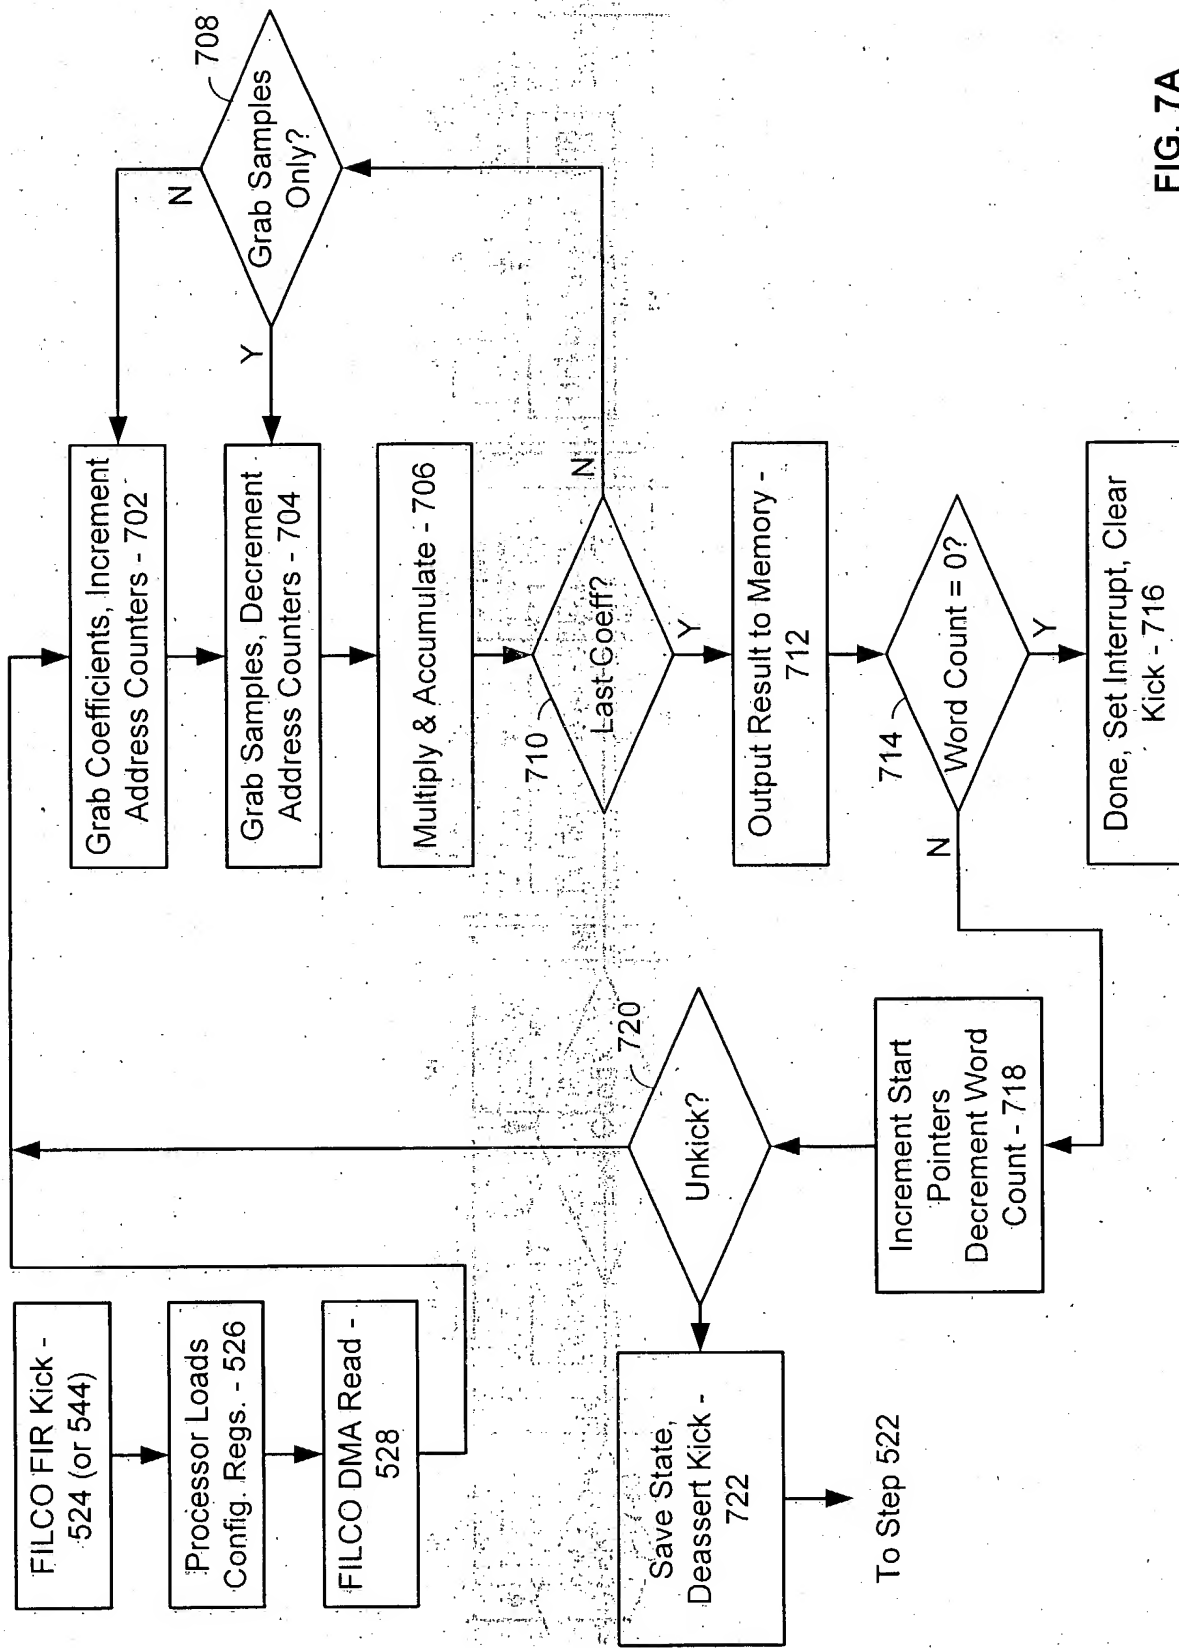 FILCO FIR Kick -
524 (or 544)
Processor Loads
Config. Regs. - 526
FILCO DMA Read -
528
Grab Coefficients, Increment
Address Counters - 702
Grab Samples, Decrement
Address Counters - 704
Multiply & Accumulate - 706
N
Y
708
Grab Samples
Only?
710
Last Coeff?
N
Y
Output Result to Memory -
712
714
Word Count = 0?
N
Y
Done, Set Interrupt, Clear
Kick - 716
Increment Start
Pointers
Decrement Word
Count - 718
720
Unkick?
Save State,
Deassert Kick -
722
To Step 522
FIG. 7A